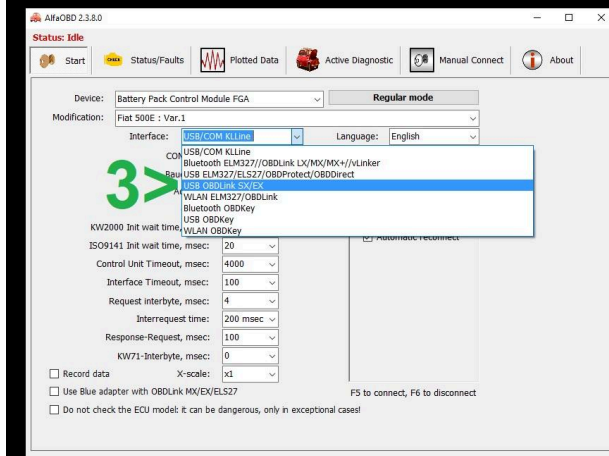 AlfaOBD 2.3.8.0
Status: Idle
Start
CHECK
Status/Faults
Plotted Data
Active Diagnostic
Manual Connect
About
Device: Battery Pack Control Module FGA
Regular mode
Modification: Fiat 500E : Var.1
Interface: USB/COM KLLine
Language: English
USB/COM KLLine
Bluetooth ELM327//OBDLink LX/MX/MX+//vLinker
USB ELM327/ELS27/OBDProtect/OBDDirect
USB OBDLink SX/EX
WLAN ELM327/OBDLink
Bluetooth OBDKey
USB OBDKey
WLAN OBDKey
3>
KW2000 Init wait time,
Automatic reconnect
ISO9141 Init wait time, msec: 20
Control Unit Timeout, msec: 4000
Interface Timeout, msec: 100
Request interbyte, msec: 4
Interrequest time: 200 msec
Response-Request, msec: 100
KW71-Interbyte, msec: 0
Record data
X-scale: x1
Use Blue adapter with OBDLink MX/EX/ELS27
F5 to connect, F6 to disconnect
Do not check the ECU model: it can be dangerous, only in exceptional cases!